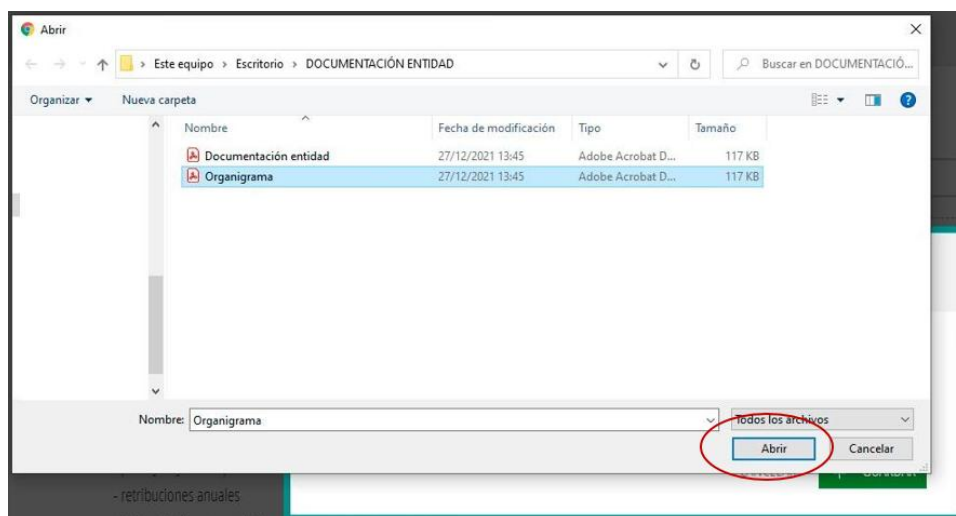 Abrir
Este equipo > Escritorio > DOCUMENTACIÓN ENTIDAD
Buscar en DOCUMENTACIÓ...
Organizar
Nueva carpeta
Nombre Fecha de modificación Tipo Tamaño
Documentación entidad 27/12/2021 13:45 Adobe Acrobat D... 117 KB
Organigrama 27/12/2021 13:45 Adobe Acrobat D... 117 KB
Nombre: Organigrama
Todos los archivos
Abrir Cancelar
- retribuciones anuales